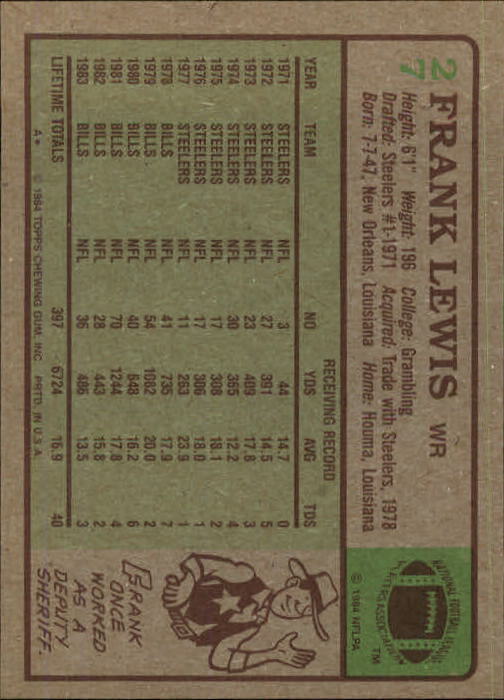 27
FRANK LEWIS WR
Height: 6'1" Weight: 196 College: Grambling
Drafted: Steelers #1-1971 Acquired: Trade with Steelers, 1978
Born: 7-7-47, New Orleans, Louisiana Home: Houma, Louisiana
NATIONAL FOOTBALL LEAGUE
PLAYERS ASSOCIATION
TM
© 1984 NFLPA
RECEIVING RECORD
YEAR TEAM NO YDS AVG TDS
1971 STEELERS NFL 3 44 14.7 0
1972 STEELERS NFL 27 391 14.5 5
1973 STEELERS NFL 23 409 17.8 3
1974 STEELERS NFL 30 365 12.2 4
1975 STEELERS NFL 17 308 18.1 2
1976 STEELERS NFL 17 306 18.0 1
1977 STEELERS NFL 11 263 23.9 1
1978 BILLS NFL 41 735 17.9 7
1979 BILLS NFL 54 1082 20.0 2
1980 BILLS NFL 40 648 16.2 6
1981 BILLS NFL 70 1244 17.8 4
1982 BILLS NFL 28 443 15.8 2
1983 BILLS NFL 36 486 13.5 3
LIFETIME TOTALS 397 6724 16.9 40
A* © 1984 TOPPS CHEWING GUM, INC. PRTD. IN U.S.A.
FRANK
ONCE
WORKED
AS A
DEPUTY
SHERIFF.